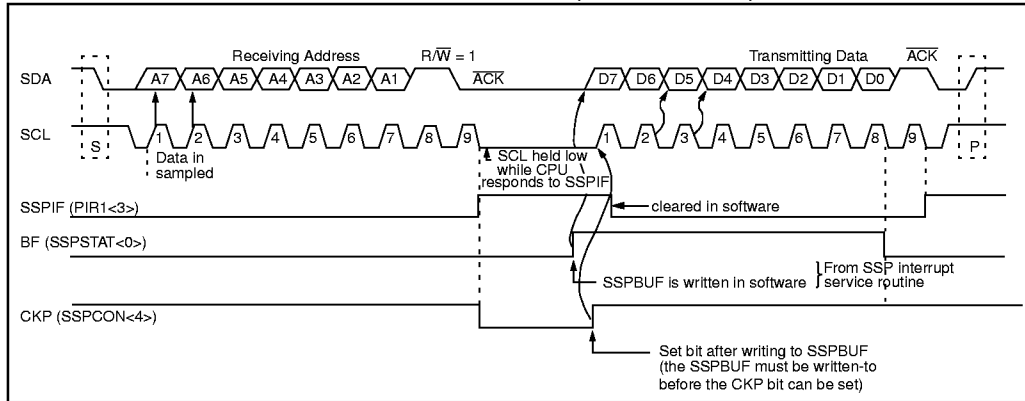 Receiving Address R/W̅ = 1 Transmitting Data A̅C̅K̅
SDA A7 A6 A5 A4 A3 A2 A1 A̅C̅K̅ D7 D6 D5 D4 D3 D2 D1 D0
SCL S 1 2 3 4 5 6 7 8 9 1 2 3 4 5 6 7 8 9 P
Data in
sampled
SCL held low
while CPU
responds to SSPIF
SSPIF (PIR1<3>)
cleared in software
BF (SSPSTAT<0>)
SSPBUF is written in software
From SSP interrupt
service routine
CKP (SSPCON<4>)
Set bit after writing to SSPBUF
(the SSPBUF must be written-to
before the CKP bit can be set)